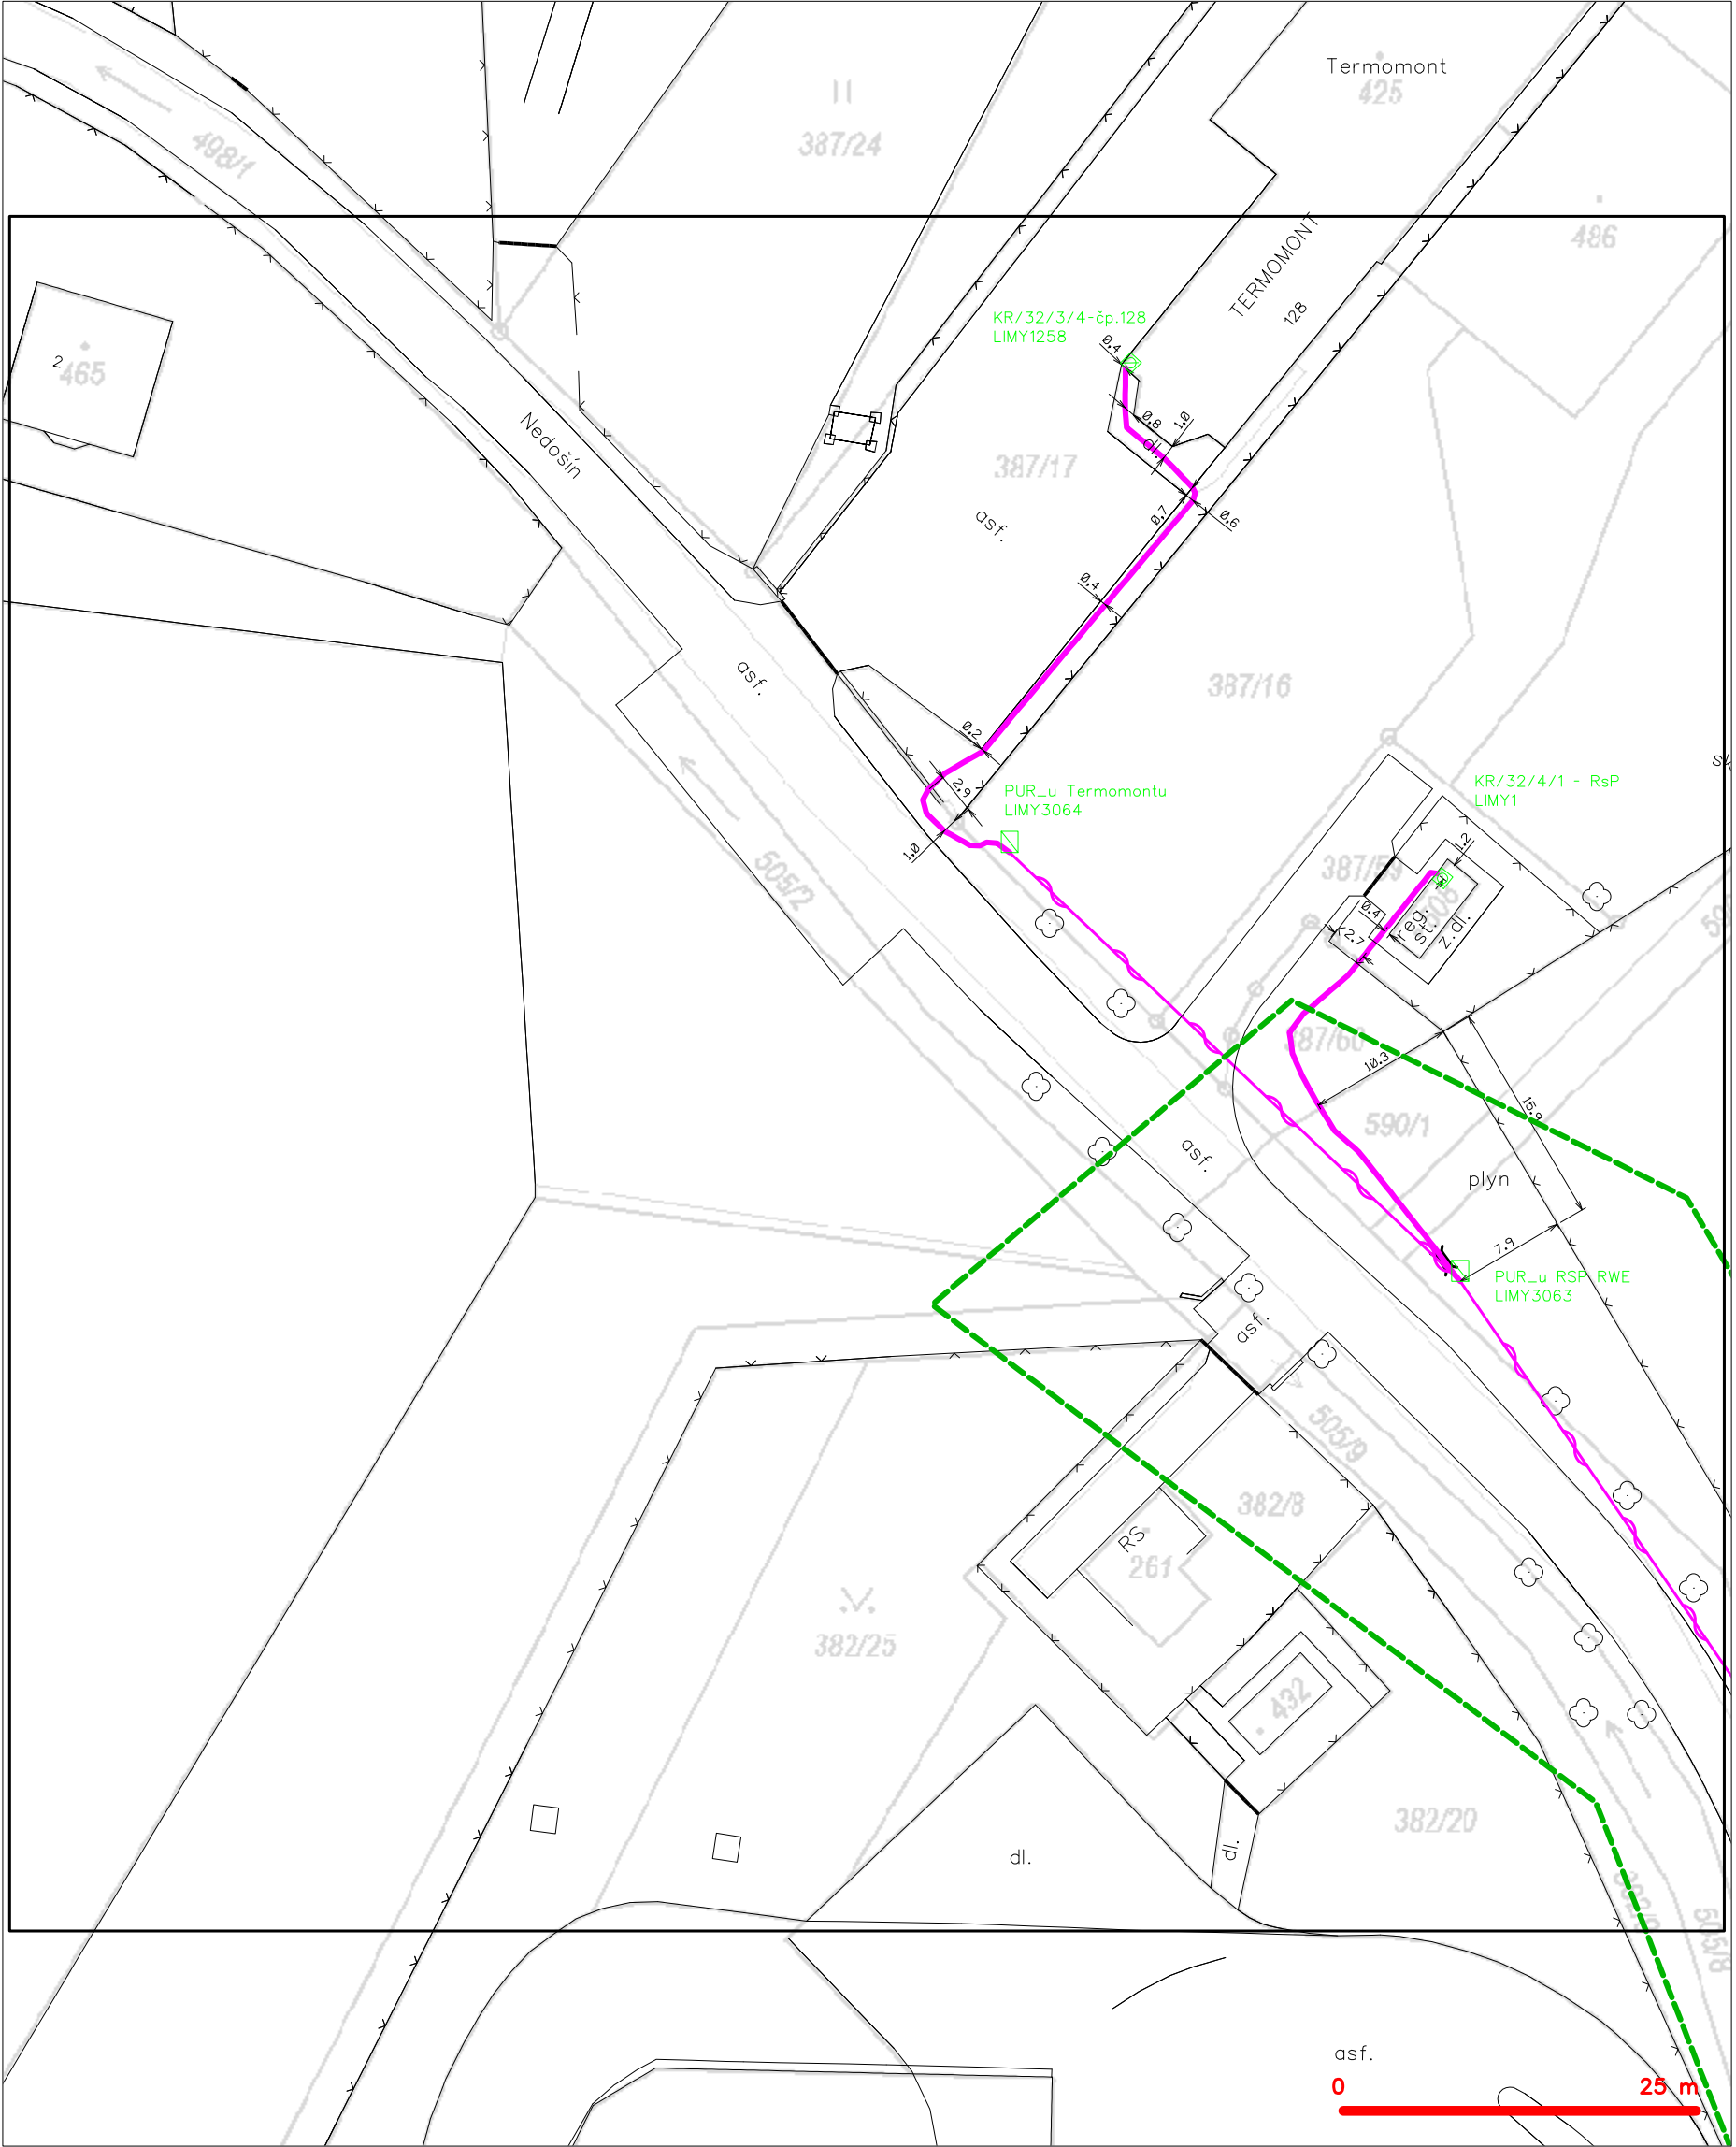 Termomont
425
II
387/24
498/1
486
TERMOMONT
128
KR/32/3/4-čp.128
LIMY1258
0.4
2
465
Nedošín
0.8
1.0
dl.
387/17
asf.
0.7
0.6
0.4
387/16
asf.
0.2
2.9
PUR_u Termomontu
LIMY3064
1.0
KR/32/4/1 - RsP
LIMY1
505/2
1.2
0.4
reg.
st.
z.dl.
2.7
387/60
10.3
15.9
590/1
asf.
plyn
7.9
PUR_u RSP RWE
LIMY3063
asf.
505/9
382/8
RS
261
382/25
432
382/20
dl.
dl.
505/8
asf.
0
25 m